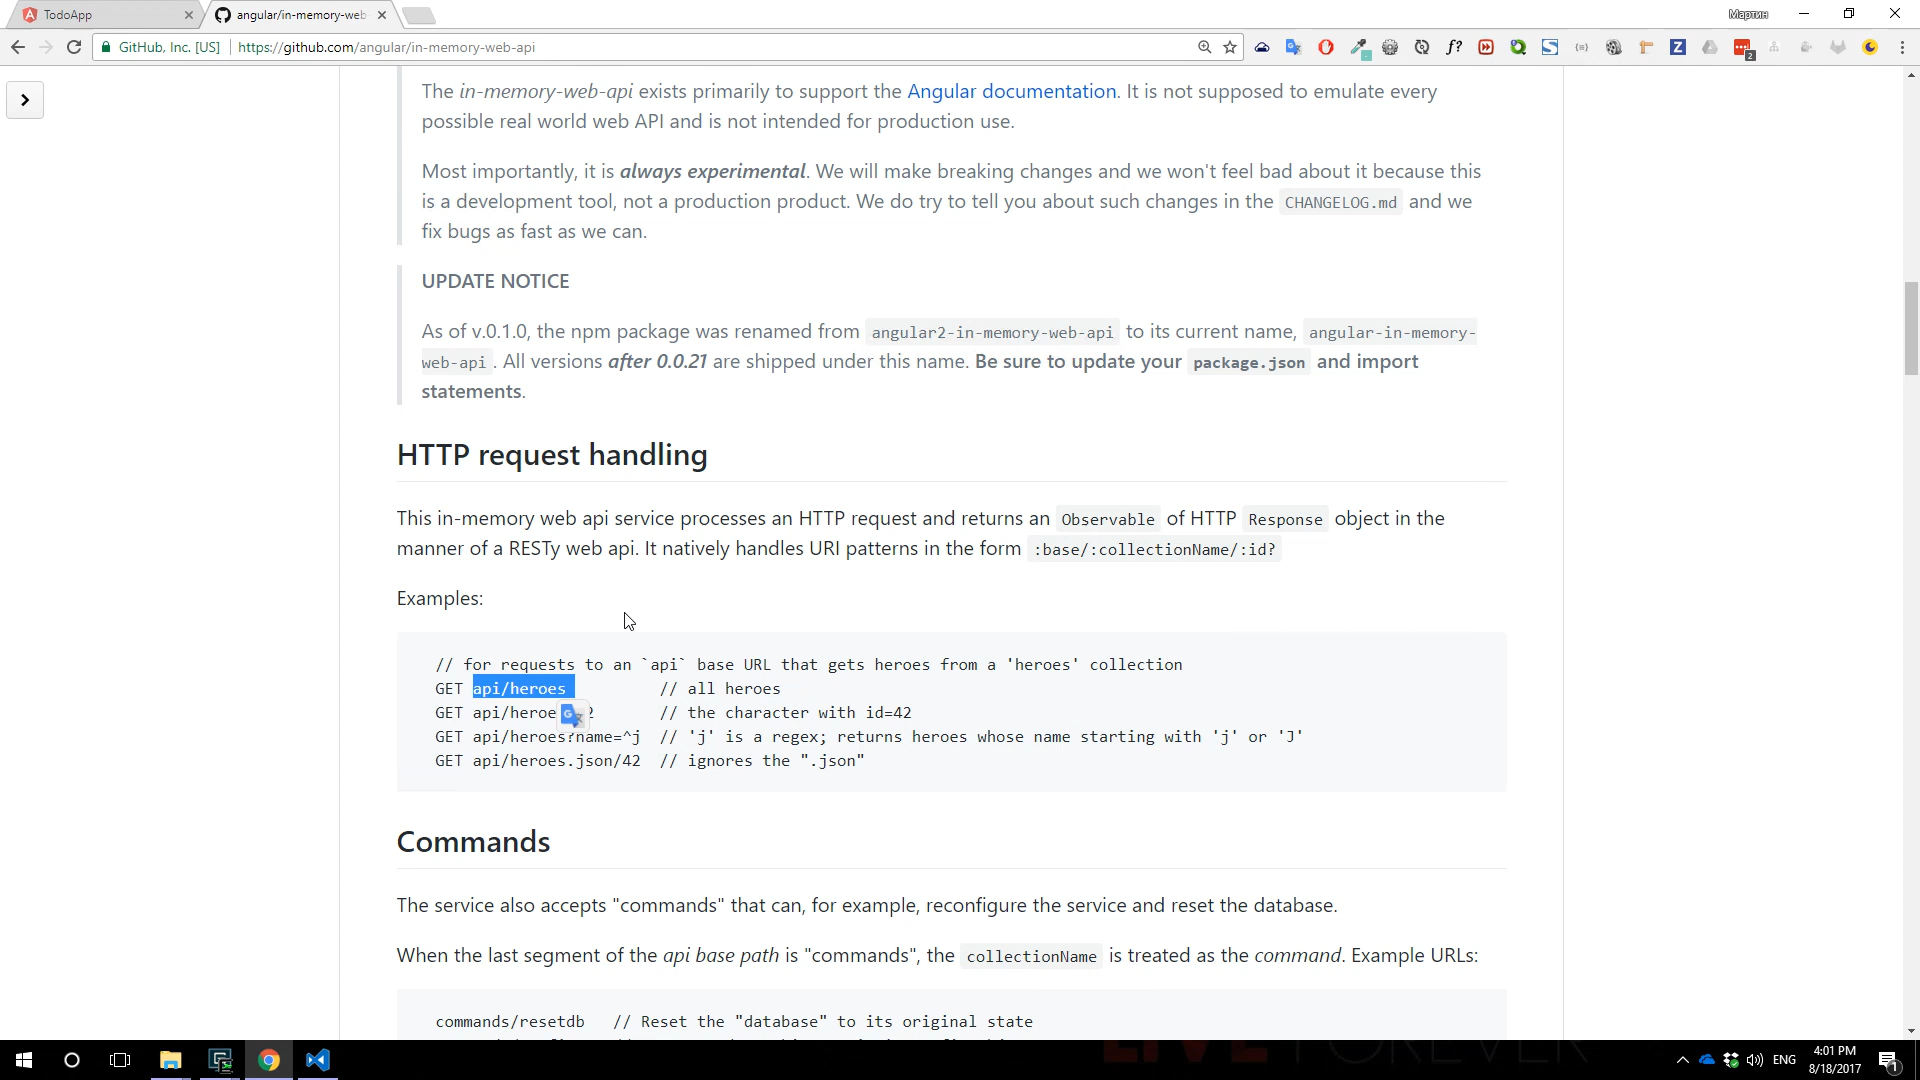 TodoApp
angular/in-memory-web
Мартин
GitHub, Inc. [US]
https://github.com/angular/in-memory-web-api
The in-memory-web-api exists primarily to support the Angular documentation. It is not supposed to emulate every
possible real world web API and is not intended for production use.
Most importantly, it is always experimental. We will make breaking changes and we won't feel bad about it because this
is a development tool, not a production product. We do try to tell you about such changes in the CHANGELOG.md and we
fix bugs as fast as we can.
UPDATE NOTICE
As of v.0.1.0, the npm package was renamed from angular2-in-memory-web-api to its current name, angular-in-memory-
web-api . All versions after 0.0.21 are shipped under this name. Be sure to update your package.json and import
statements.
HTTP request handling
This in-memory web api service processes an HTTP request and returns an Observable of HTTP Response object in the
manner of a RESTy web api. It natively handles URI patterns in the form :base/:collectionName/:id?
Examples:
// for requests to an `api` base URL that gets heroes from a 'heroes' collection
GET api/heroes // all heroes
GET api/heroe 2 // the character with id=42
GET api/heroes?name=^j // 'j' is a regex; returns heroes whose name starting with 'j' or 'J'
GET api/heroes.json/42 // ignores the ".json"
Commands
The service also accepts "commands" that can, for example, reconfigure the service and reset the database.
When the last segment of the api base path is "commands", the collectionName is treated as the command. Example URLs:
commands/resetdb // Reset the "database" to its original state
ENG
4:01 PM
8/18/2017